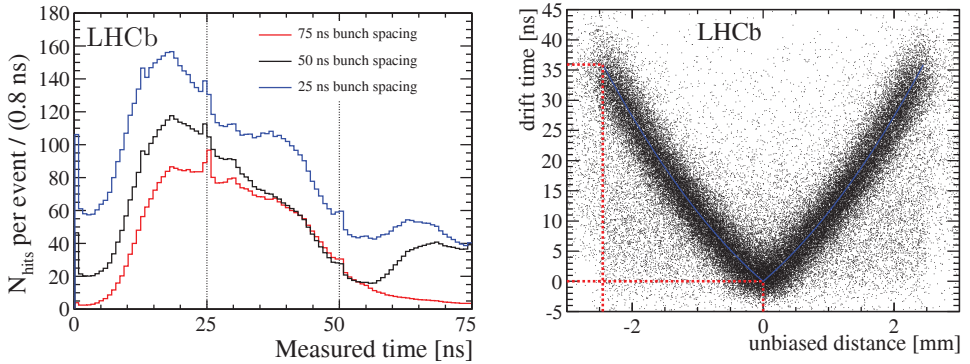 LHCb
75 ns bunch spacing
50 ns bunch spacing
25 ns bunch spacing
N_hits per event / (0.8 ns)
180
160
140
120
100
80
60
40
20
0
0 25 50 75
Measured time [ns]
LHCb
drift time [ns]
45
40
35
30
25
20
15
10
5
0
-5
-2 0 2
unbiased distance [mm]